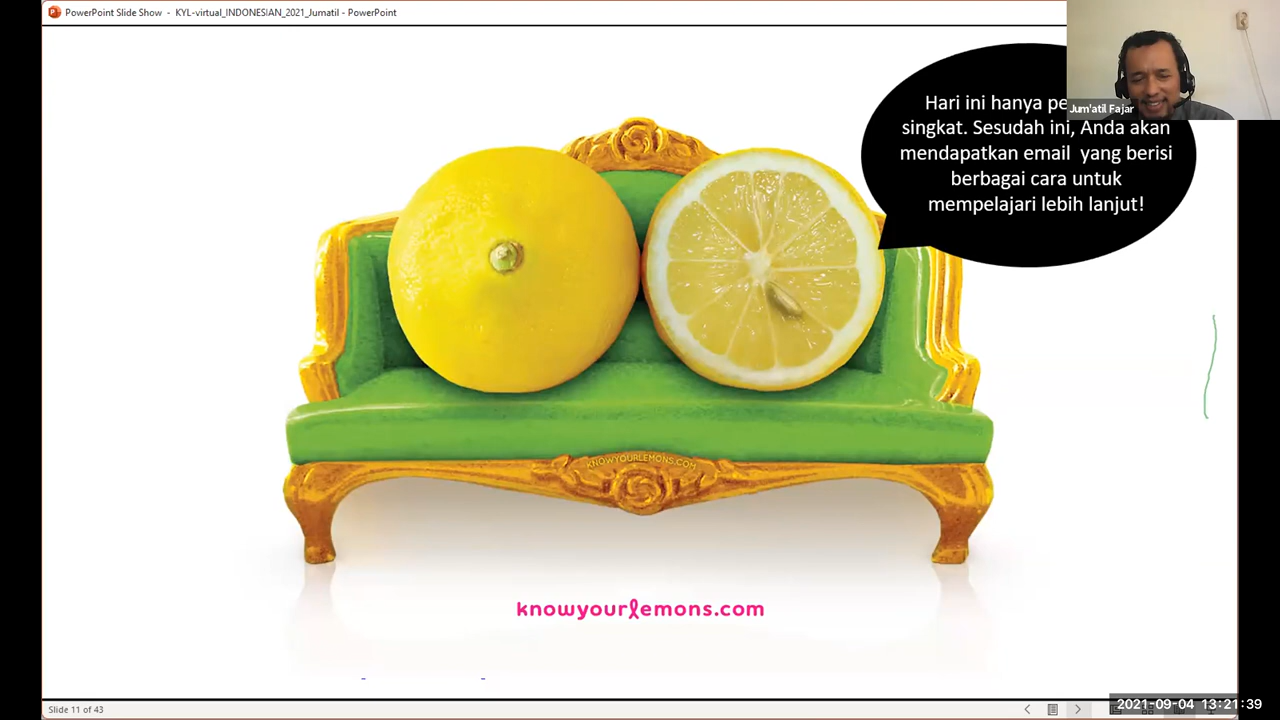 PowerPoint Slide Show - KYL-virtual_INDONESIAN_2021_Jumatil - PowerPoint
Jum'atil Fajar
Hari ini hanya
singkat. Sesudah ini, Anda akan
mendapatkan email yang berisi
berbagai cara untuk
mempelajari lebih lanjut!
KNOWYOURLEMONS.COM
knowyourlemons.com
Slide 11 of 43
2021-09-04 13:21:39